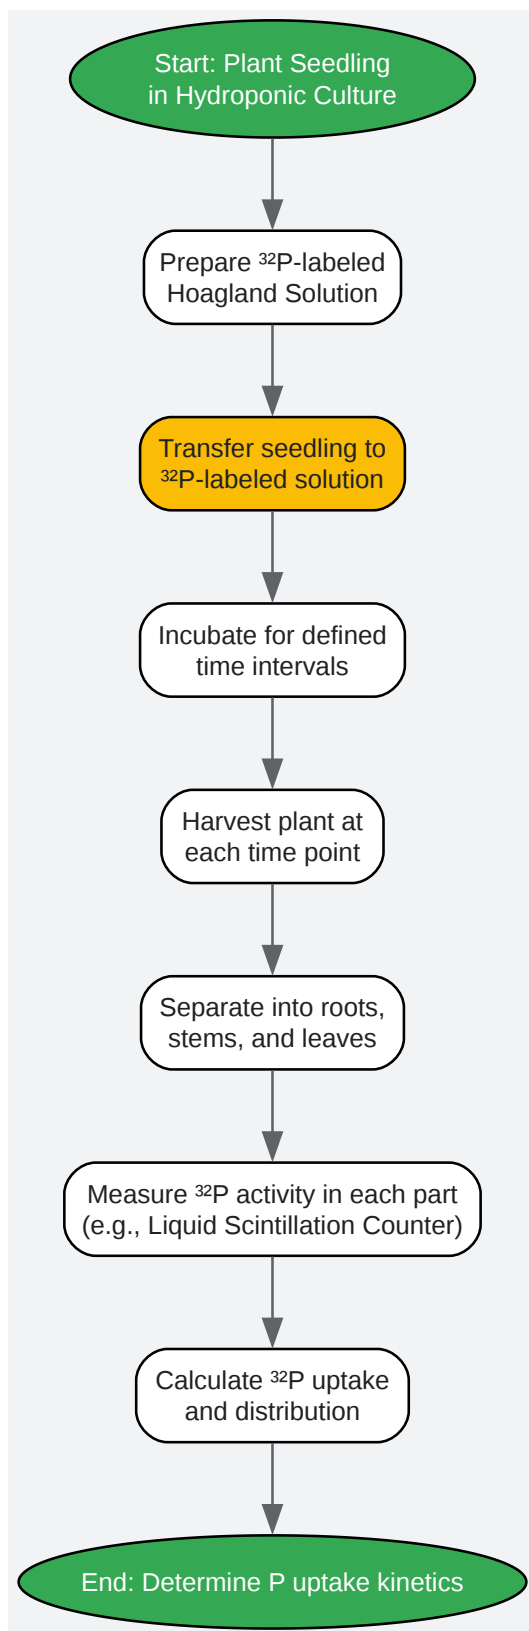 Start: Plant Seedling
in Hydroponic Culture
Prepare ³²P-labeled
Hoagland Solution
Transfer seedling to
³²P-labeled solution
Incubate for defined
time intervals
Harvest plant at
each time point
Separate into roots,
stems, and leaves
Measure ³²P activity in each part
(e.g., Liquid Scintillation Counter)
Calculate ³²P uptake
and distribution
End: Determine P uptake kinetics